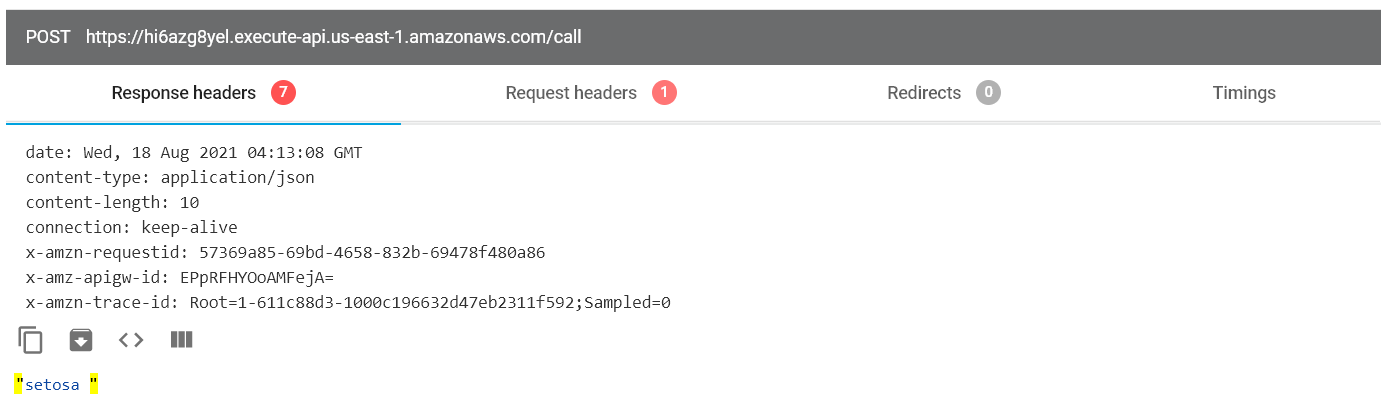 POST https://hi6azg8yel.execute-api.us-east-1.amazonaws.com/call
Response headers 7 Request headers 1 Redirects 0 Timings
date: Wed, 18 Aug 2021 04:13:08 GMT
content-type: application/json
content-length: 10
connection: keep-alive
x-amzn-requestid: 57369a85-69bd-4658-832b-69478f480a86
x-amz-apigw-id: EPpRFHYOoAMFejA=
x-amzn-trace-id: Root=1-611c88d3-1000c196632d47eb2311f592;Sampled=0
"setosa "